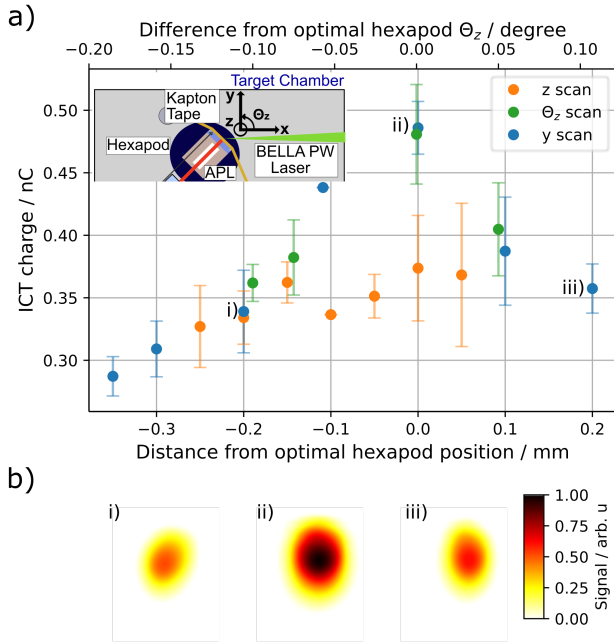 a)
Difference from optimal hexapod Θz / degree
−0.20
−0.15
−0.10
−0.05
0.00
0.05
0.10
Target Chamber
Kapton
Tape
y
Θz
z
x
Hexapod
APL
BELLA PW
Laser
z scan
Θz scan
y scan
ICT charge / nC
0.50
0.45
0.40
0.35
0.30
i)
ii)
iii)
−0.3
−0.2
−0.1
0.0
0.1
0.2
Distance from optimal hexapod position / mm
b)
i)
ii)
iii)
1.00
0.75
0.50
0.25
0.00
Signal / arb. u